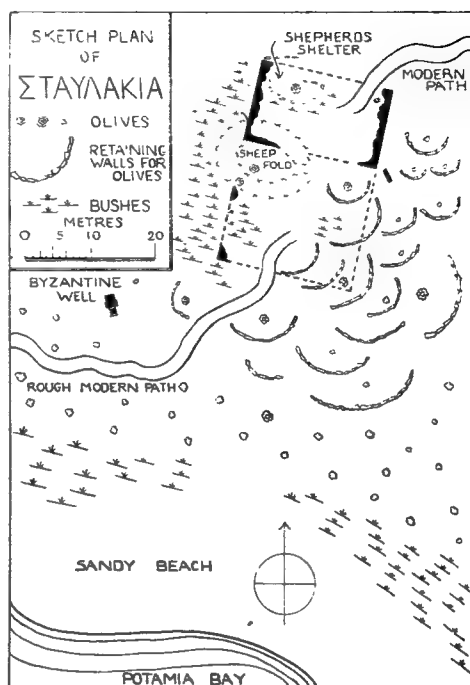 SKETCH PLAN
OF
ΣΤΑΥΛΑΚΙΑ
OLIVES
RETAINING
WALLS FOR
OLIVES
BUSHES
METRES
0 5 10 20
SHEPHERDS
SHELTER
MODERN
PATH
SHEEP
FOLD
BYZANTINE
WELL
ROUGH MODERN PATH
SANDY BEACH
POTAMIA BAY